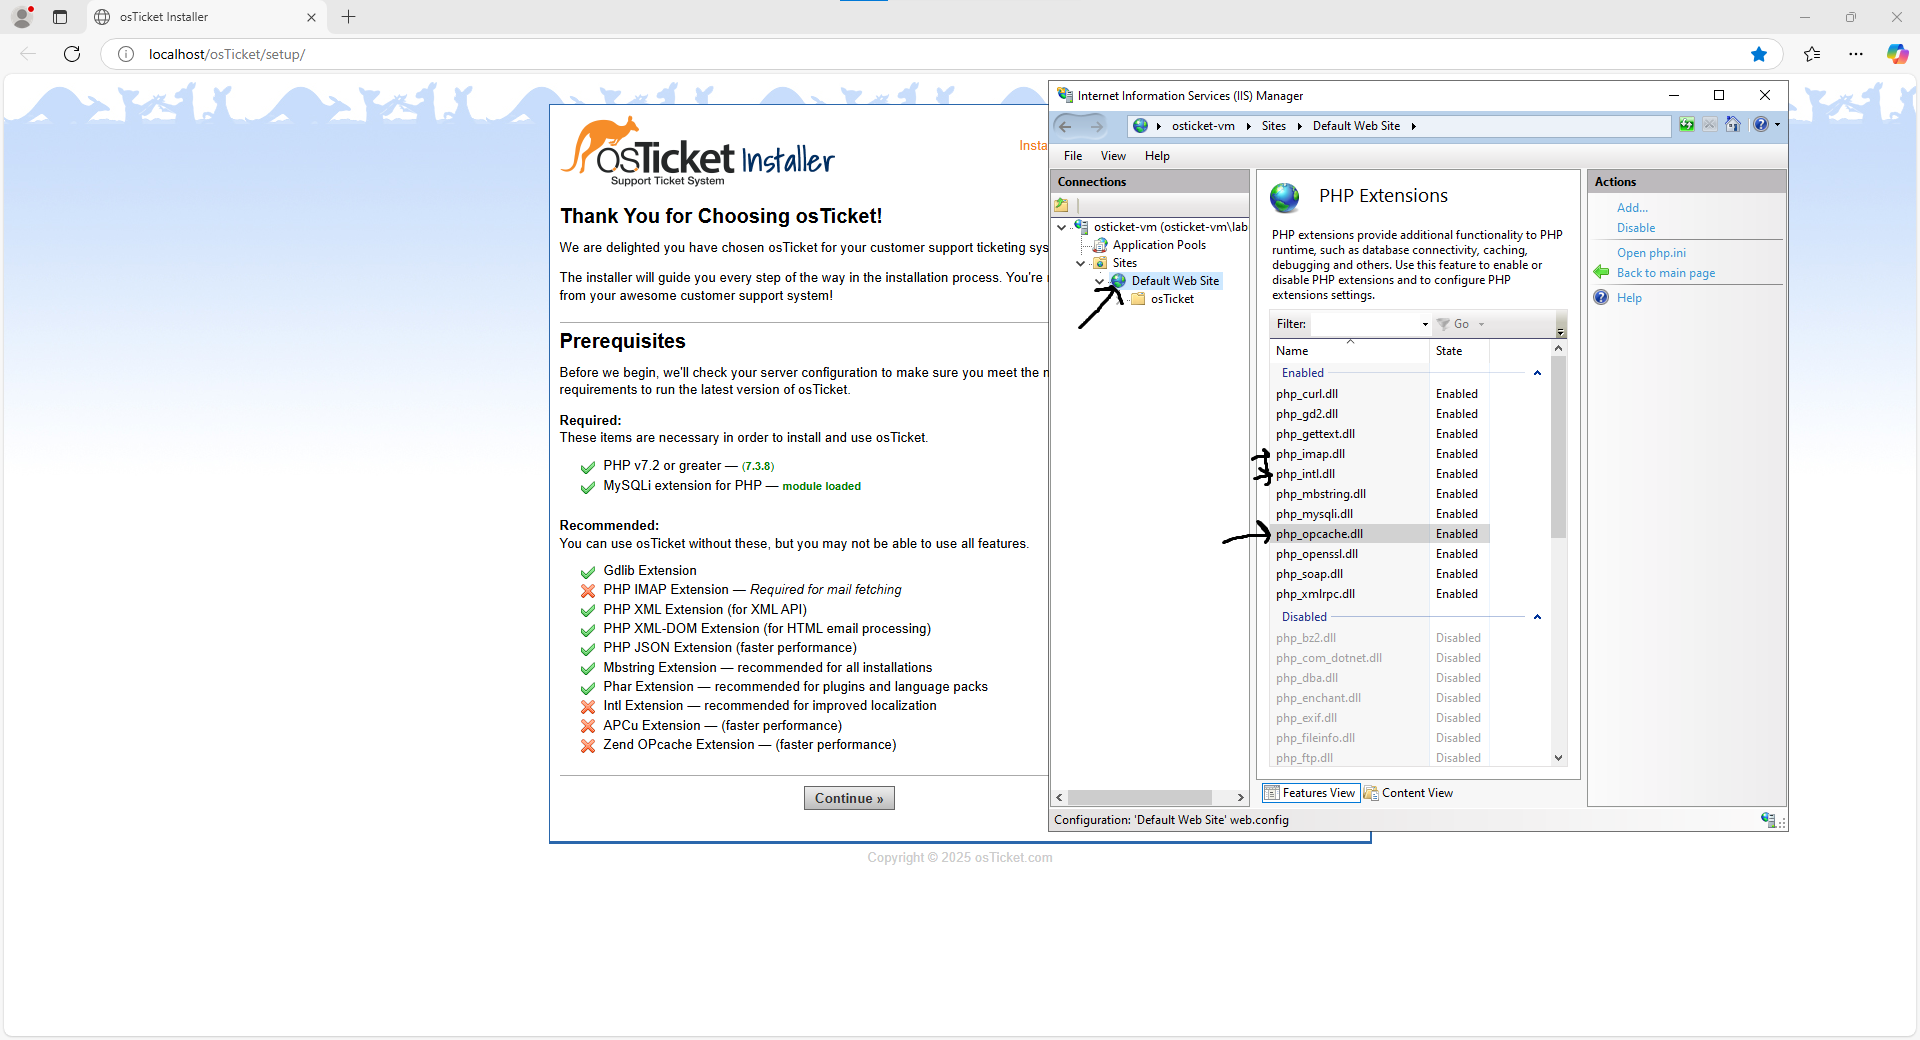 osTicket Installer
localhost/osTicket/setup/
osTicket Installer
Support Ticket System
Insta
Thank You for Choosing osTicket!
We are delighted you have chosen osTicket for your customer support ticketing sys
The installer will guide you every step of the way in the installation process. You're
from your awesome customer support system!
Prerequisites
Before we begin, we'll check your server configuration to make sure you meet the
requirements to run the latest version of osTicket.
Required:
These items are necessary in order to install and use osTicket.
PHP v7.2 or greater — (7.3.8)
MySQLi extension for PHP — module loaded
Recommended:
You can use osTicket without these, but you may not be able to use all features.
Gdlib Extension
PHP IMAP Extension — Required for mail fetching
PHP XML Extension (for XML API)
PHP XML-DOM Extension (for HTML email processing)
PHP JSON Extension (faster performance)
Mbstring Extension — recommended for all installations
Phar Extension — recommended for plugins and language packs
Intl Extension — recommended for improved localization
APCu Extension — (faster performance)
Zend OPcache Extension — (faster performance)
Continue »
Copyright © 2025 osTicket.com
Internet Information Services (IIS) Manager
osticket-vm Sites Default Web Site
File View Help
Connections
osticket-vm (osticket-vm\lab
Application Pools
Sites
Default Web Site
osTicket
PHP Extensions
PHP extensions provide additional functionality to PHP
runtime, such as database connectivity, caching,
debugging and others. Use this feature to enable or
disable PHP extensions and to configure PHP
extensions settings.
Filter: Go
Name State
Enabled
php_curl.dll Enabled
php_gd2.dll Enabled
php_gettext.dll Enabled
php_imap.dll Enabled
php_intl.dll Enabled
php_mbstring.dll Enabled
php_mysqli.dll Enabled
php_opcache.dll Enabled
php_openssl.dll Enabled
php_soap.dll Enabled
php_xmlrpc.dll Enabled
Disabled
php_bz2.dll Disabled
php_com_dotnet.dll Disabled
php_dba.dll Disabled
php_enchant.dll Disabled
php_exif.dll Disabled
php_fileinfo.dll Disabled
php_ftp.dll Disabled
Features View Content View
Configuration: 'Default Web Site' web.config
Actions
Add...
Disable
Open php.ini
Back to main page
Help